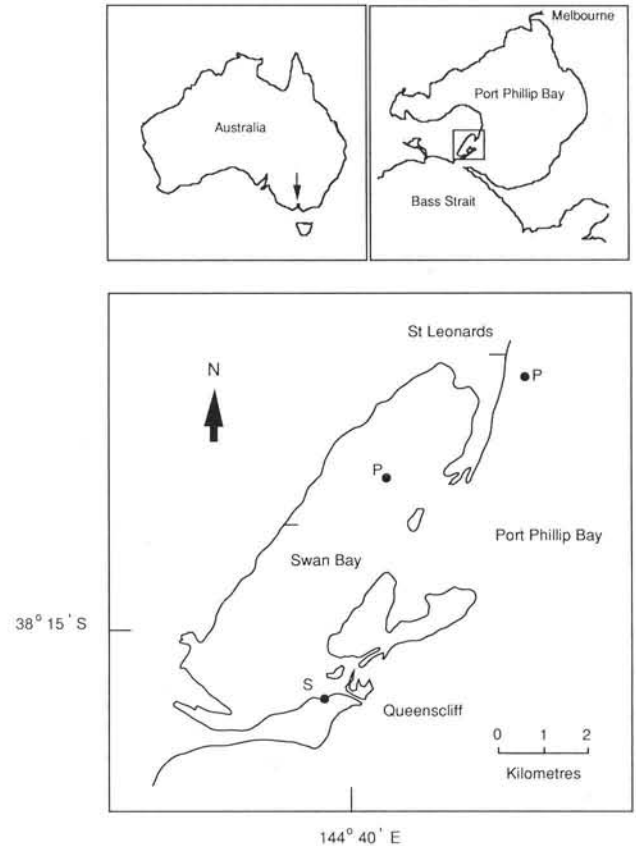 Australia
Melbourne
Port Phillip Bay
Bass Strait
St Leonards
N
P
P
Port Phillip Bay
Swan Bay
38° 15 ' S
S
Queenscliff
0 1 2
Kilometres
144° 40 ' E